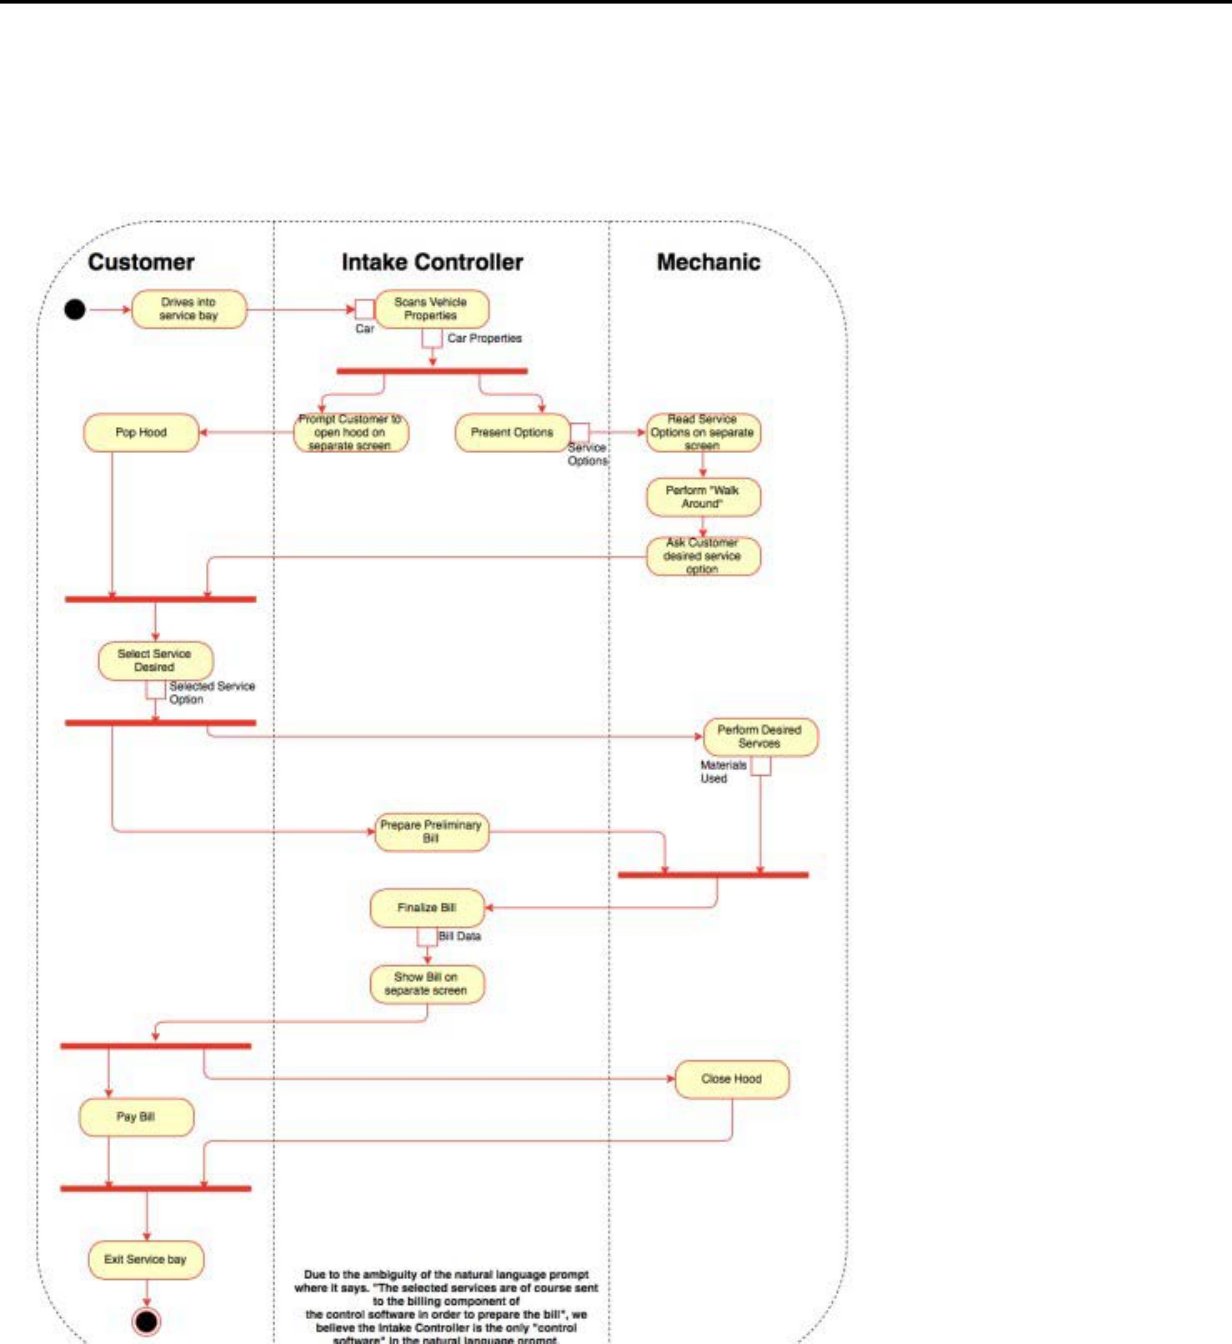 Customer
Intake Controller
Mechanic
Drives into
service bay
Car
Scans Vehicle
Properties
Car Properties
Pop Hood
Prompt Customer to
open hood on
separate screen
Present Options
Service
Options
Read Service
Options on separate
screen
Perform "Walk
Around"
Ask Customer
desired service
option
Select Service
Desired
Selected Service
Option
Perform Desired
Servces
Materials
Used
Prepare Preliminary
Bill
Finalize Bill
Bill Data
Show Bill on
separate screen
Close Hood
Pay Bill
Exit Service bay
Due to the ambiguity of the natural language prompt
where it says. "The selected services are of course sent
to the billing component of
the control software in order to prepare the bill", we
believe the Intake Controller is the only "control
software" in the natural language prompt.